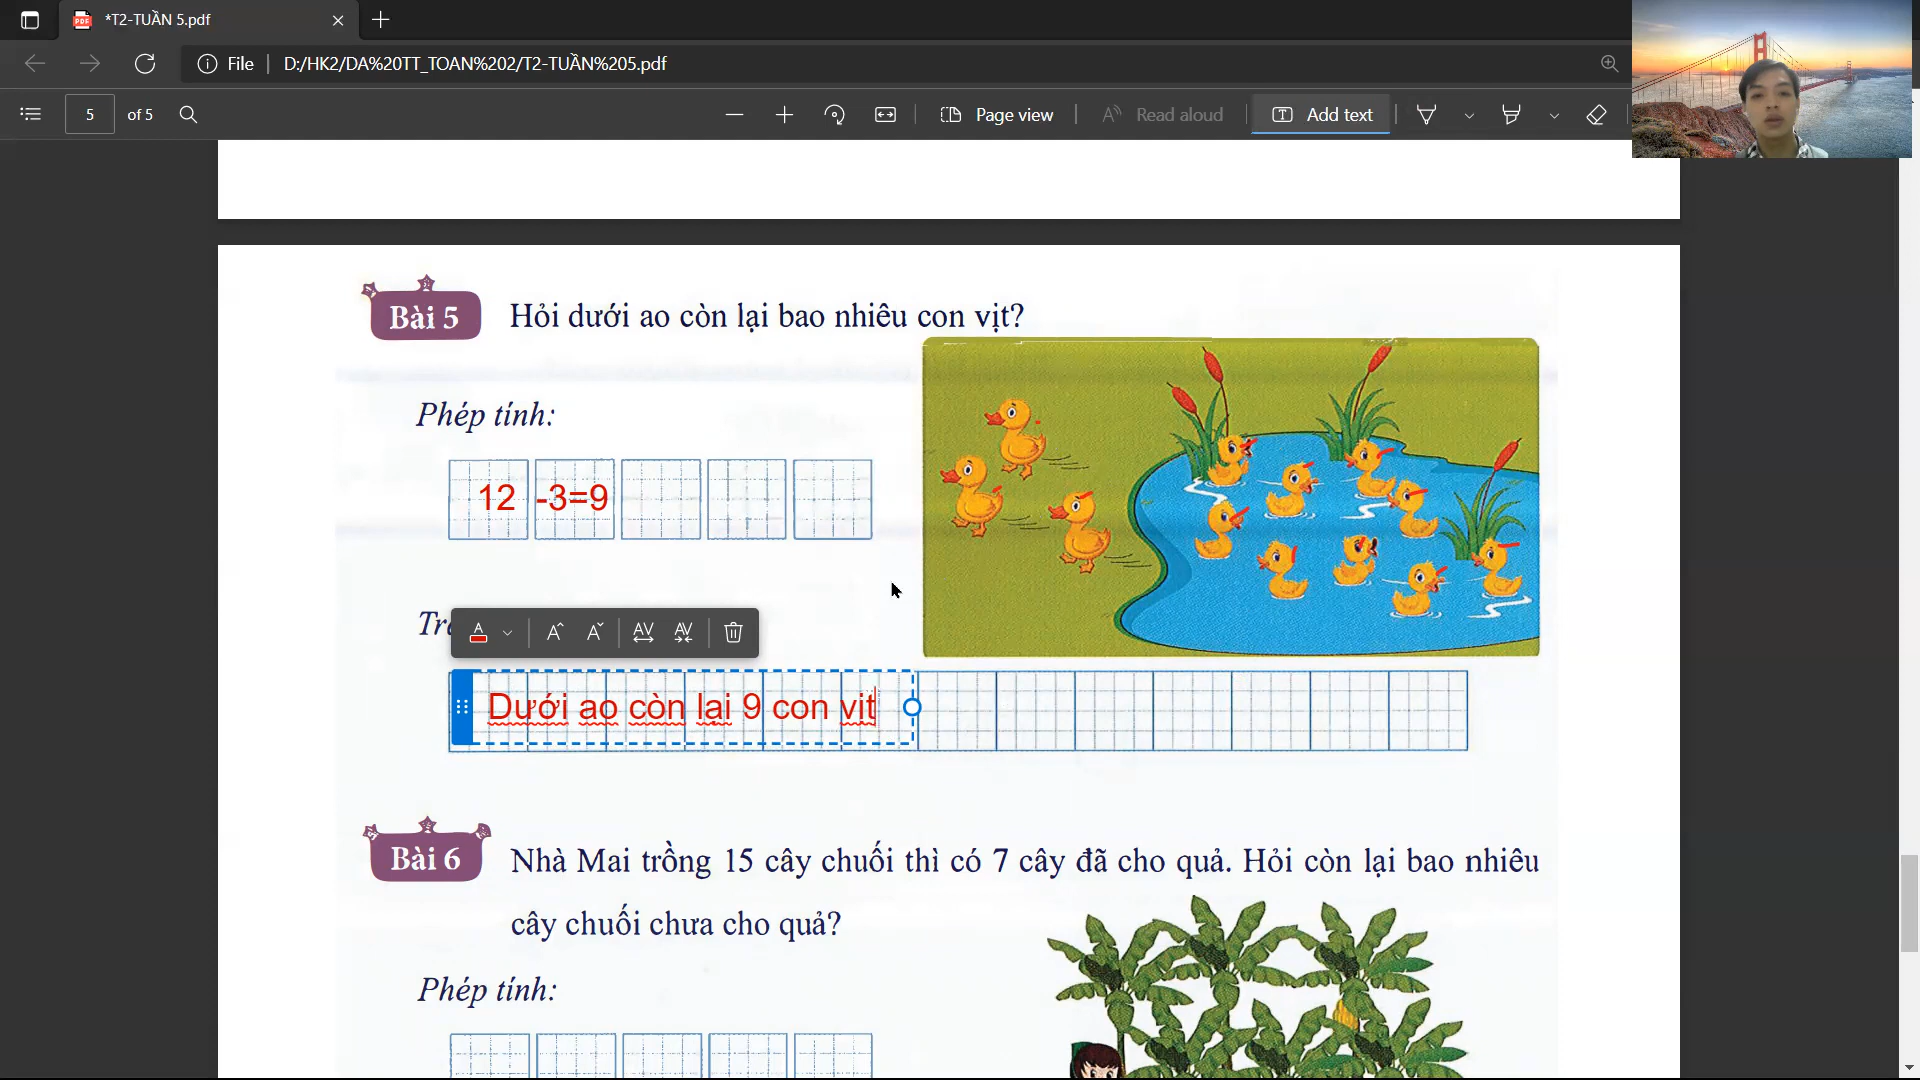 *T2-TUẦN 5.pdf
File
D:/HK2/DA%20TT_TOAN%202/T2-TUẦN%205.pdf
5 of 5
Page view
Read aloud
Add text
Bài 5 Hỏi dưới ao còn lại bao nhiêu con vịt?
Phép tính:
12 -3=9
Dưới ao còn lại 9 con vịt
Bài 6 Nhà Mai trồng 15 cây chuối thì có 7 cây đã cho quả. Hỏi còn lại bao nhiêu
cây chuối chưa cho quả?
Phép tính: